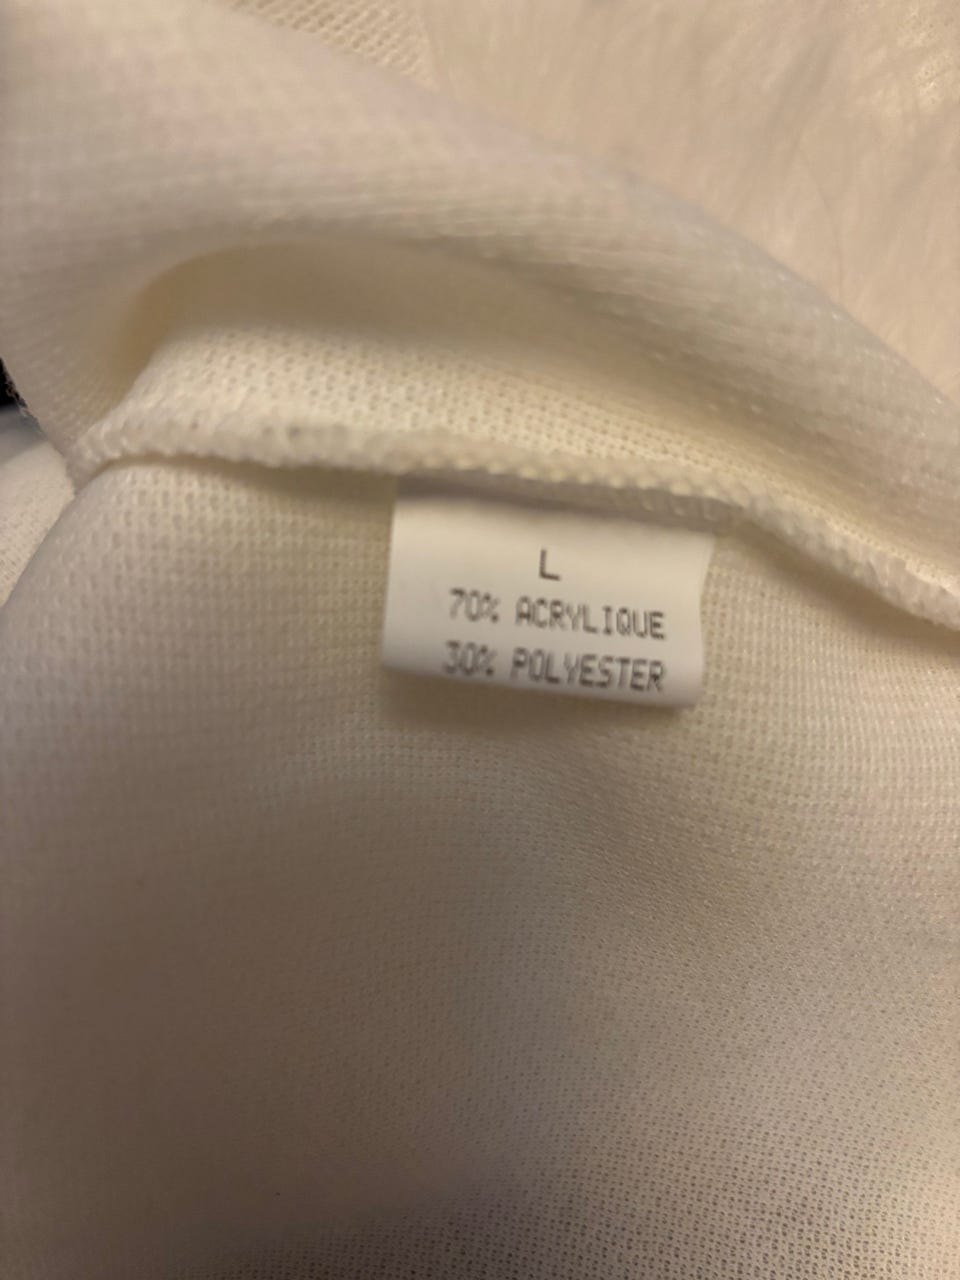 L
70% ACRYLIQUE
30% POLYESTER